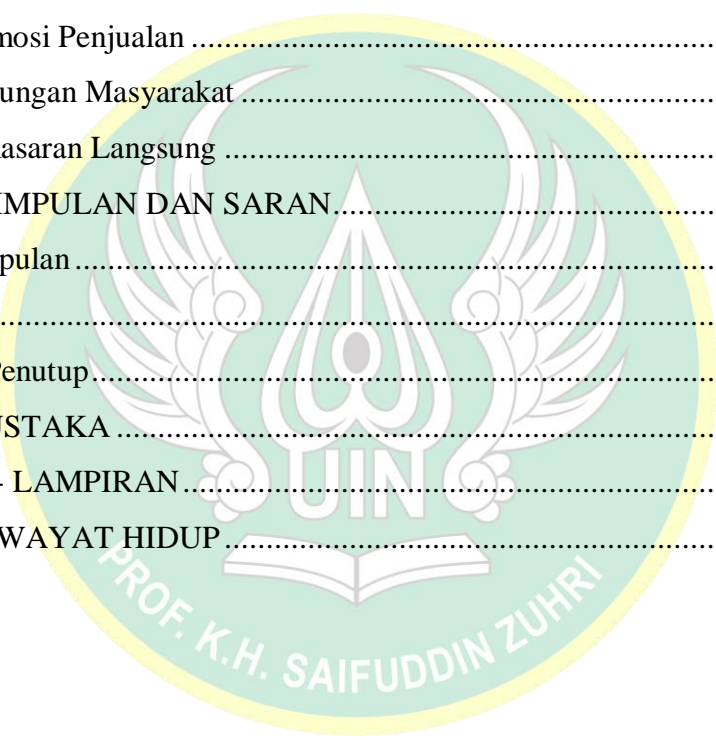 mosi Penjualan ......................................................................
ungan Masyarakat ..............................................................
asaran Langsung ................................................................
IMPULAN DAN SARAN ................................................
pulan ....................................................................................
...............................................................................................
Penutup .................................................................................
USTAKA ..............................................................................
- LAMPIRAN .....................................................................
WAYAT HIDUP ................................................................
UIN
PROF. K.H. SAIFUDDIN ZUHRI